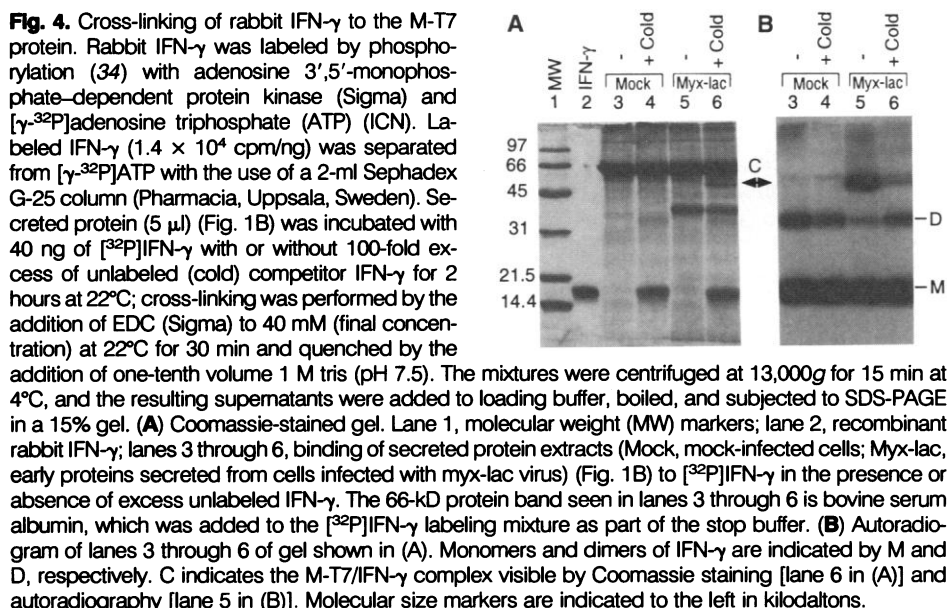 Fig. 4. Cross-linking of rabbit IFN-γ to the M-T7
protein. Rabbit IFN-γ was labeled by phospho-
rylation (34) with adenosine 3′,5′-monophos-
phate–dependent protein kinase (Sigma) and
[γ-³²P]adenosine triphosphate (ATP) (ICN). La-
beled IFN-γ (1.4 × 10⁴ cpm/ng) was separated
from [γ-³²P]ATP with the use of a 2-ml Sephadex
G-25 column (Pharmacia, Uppsala, Sweden). Se-
creted protein (5 μl) (Fig. 1B) was incubated with
40 ng of [³²P]IFN-γ with or without 100-fold ex-
cess of unlabeled (cold) competitor IFN-γ for 2
hours at 22°C; cross-linking was performed by the
addition of EDC (Sigma) to 40 mM (final concen-
tration) at 22°C for 30 min and quenched by the
addition of one-tenth volume 1 M tris (pH 7.5). The mixtures were centrifuged at 13,000g for 15 min at
4°C, and the resulting supernatants were added to loading buffer, boiled, and subjected to SDS-PAGE
in a 15% gel. (A) Coomassie-stained gel. Lane 1, molecular weight (MW) markers; lane 2, recombinant
rabbit IFN-γ; lanes 3 through 6, binding of secreted protein extracts (Mock, mock-infected cells; Myx-lac,
early proteins secreted from cells infected with myx-lac virus) (Fig. 1B) to [³²P]IFN-γ in the presence or
absence of excess unlabeled IFN-γ. The 66-kD protein band seen in lanes 3 through 6 is bovine serum
albumin, which was added to the [³²P]IFN-γ labeling mixture as part of the stop buffer. (B) Autoradio-
gram of lanes 3 through 6 of gel shown in (A). Monomers and dimers of IFN-γ are indicated by M and
D, respectively. C indicates the M-T7/IFN-γ complex visible by Coomassie staining [lane 6 in (A)] and
autoradiography [lane 5 in (B)]. Molecular size markers are indicated to the left in kilodaltons.
A
MW
IFN-γ
- + Cold - + Cold
Mock Myx-lac
1 2 3 4 5 6
97
66
45
31
21.5
14.4
C
B
- + Cold - + Cold
Mock Myx-lac
3 4 5 6
D
M